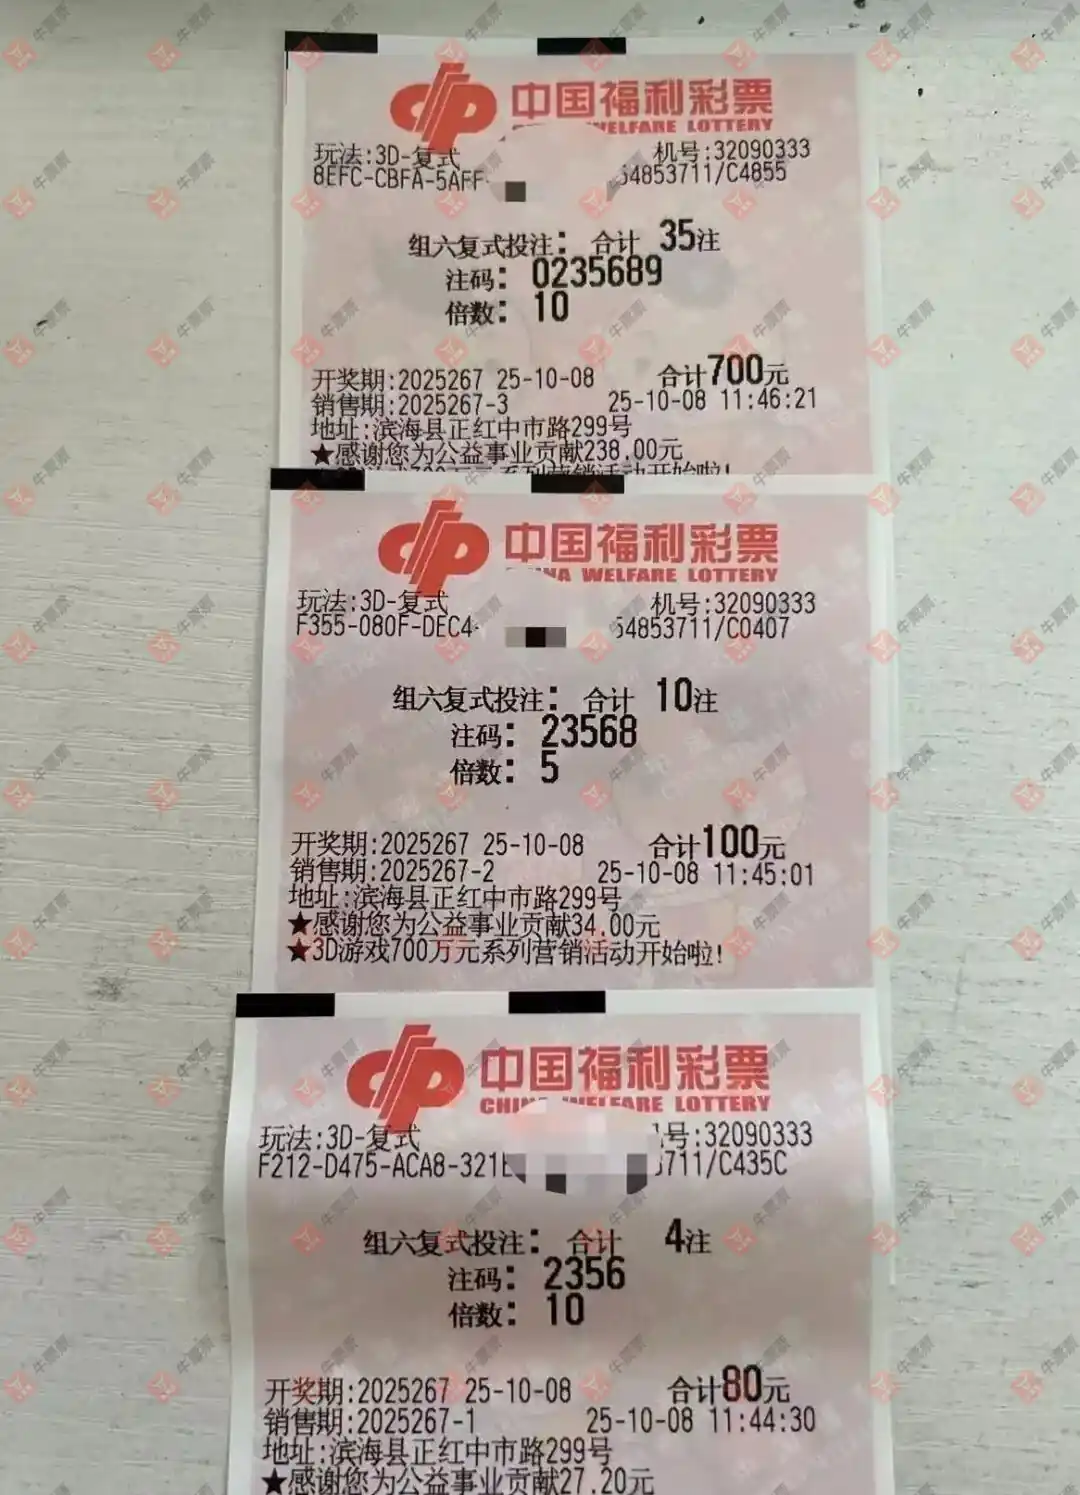 中国福利彩票
WELFARE LOTTERY
玩法:3D-复式 机号:32090333
8EFC-CBFA-5AFF- 54853711/C4855
组六复式投注: 合计 35注
注码: 0235689
倍数: 10
开奖期:2025267 25-10-08 合计700元
销售期:2025267-3 25-10-08 11:46:21
地址:滨海县正红中市路299号
★感谢您为公益事业贡献238.00元
系列营销活动开始啦!
中国福利彩票
CHINA WELFARE LOTTERY
玩法:3D-复式 机号:32090333
F355-080F-DEC4- 54853711/C0407
组六复式投注: 合计 10注
注码: 23568
倍数: 5
开奖期:2025267 25-10-08 合计100元
销售期:2025267-2 25-10-08 11:45:01
地址:滨海县正红中市路299号
★感谢您为公益事业贡献34.00元
★3D游戏700万元系列营销活动开始啦!
中国福利彩票
CHINA WELFARE LOTTERY
玩法:3D-复式 机号:32090333
F212-D475-ACA8-321 3711/C435C
组六复式投注: 合计 4注
注码: 2356
倍数: 10
开奖期:2025267 25-10-08 合计80元
销售期:2025267-1 25-10-08 11:44:30
地址:滨海县正红中市路299号
★感谢您为公益事业贡献27.20元